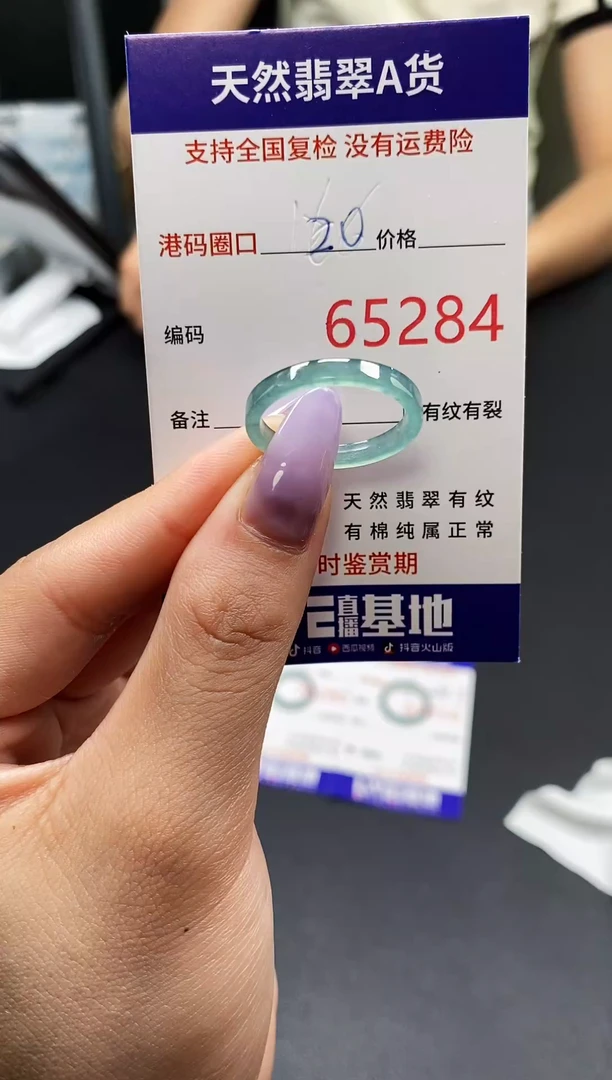 天然翡翠A货
支持全国复检 没有运费险
港码圈口 20 价格
编码 65284
备注 有纹有裂
天然翡翠有纹
有棉纯属正常
时鉴赏期
直播基地
抖音 西瓜视频 抖音火山版